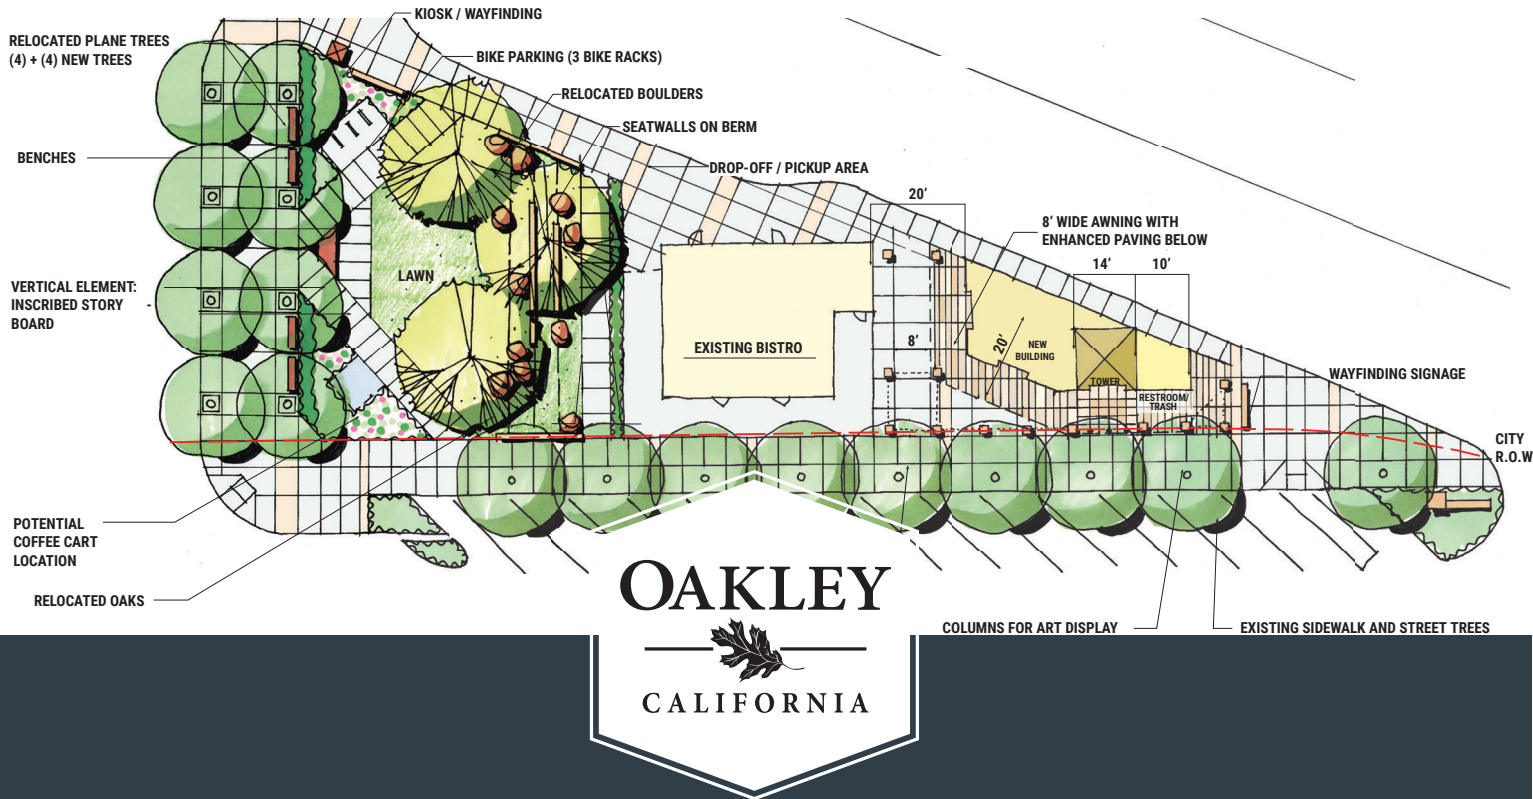 KIOSK / WAYFINDING
RELOCATED PLANE TREES
(4) + (4) NEW TREES
BIKE PARKING (3 BIKE RACKS)
RELOCATED BOULDERS
SEATWALLS ON BERM
BENCHES
DROP-OFF / PICKUP AREA
20’
8’ WIDE AWNING WITH
ENHANCED PAVING BELOW
14’ 10’
LAWN
VERTICAL ELEMENT:
INSCRIBED STORY
BOARD
EXISTING BISTRO
8’
20’
NEW
BUILDING
TOWER
RESTROOM/
TRASH
WAYFINDING SIGNAGE
CITY
R.O.W
POTENTIAL
COFFEE CART
LOCATION
RELOCATED OAKS
COLUMNS FOR ART DISPLAY
EXISTING SIDEWALK AND STREET TREES
OAKLEY
CALIFORNIA